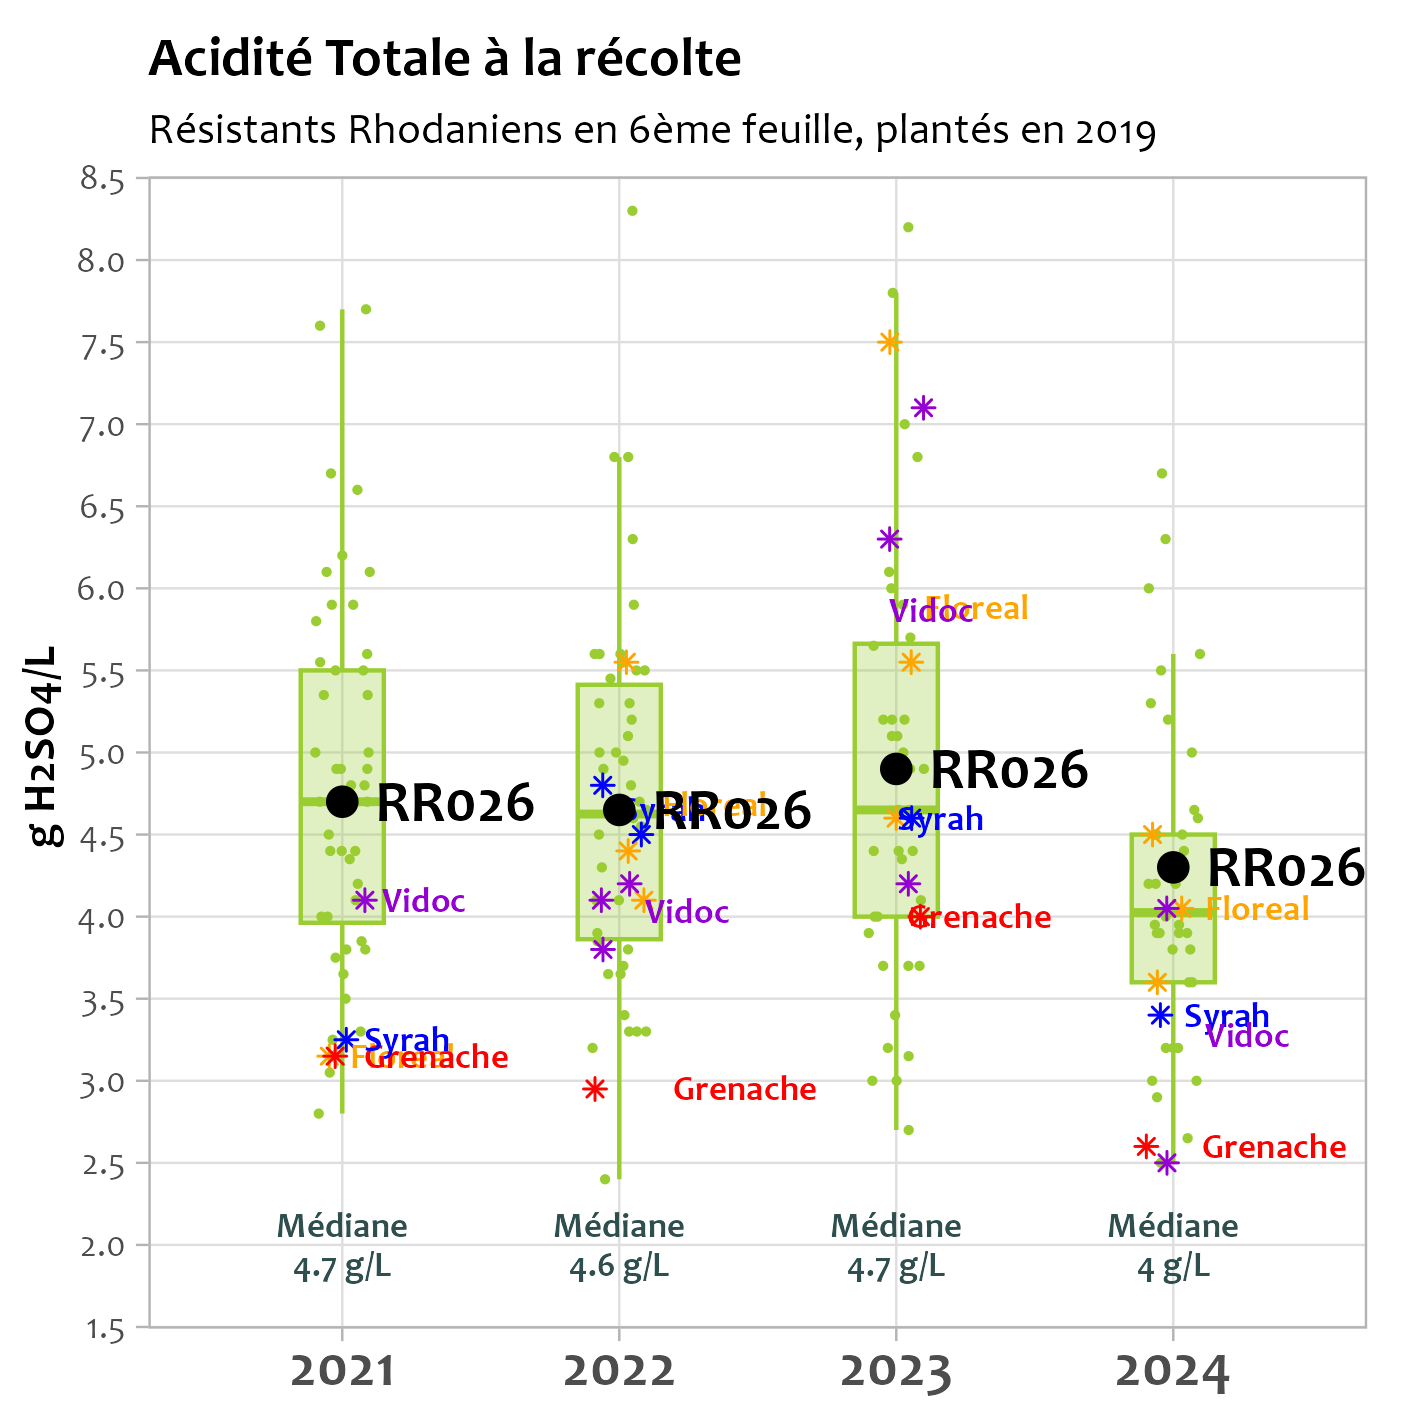 Acidité Totale à la récolte
Résistants Rhodaniens en 6ème feuille, plantés en 2019
g H2SO4/L
8.5
8.0
7.5
7.0
6.5
6.0
5.5
5.0
4.5
4.0
3.5
3.0
2.5
2.0
1.5
RR026
Vidoc
Syrah
Floreal
Grenache
Syrah
Floreal
RR026
Vidoc
Grenache
Vidoc
Floreal
RR026
Syrah
Grenache
RR026
Floreal
Syrah
Vidoc
Grenache
Médiane
4.7 g/L
Médiane
4.6 g/L
Médiane
4.7 g/L
Médiane
4 g/L
2021
2022
2023
2024